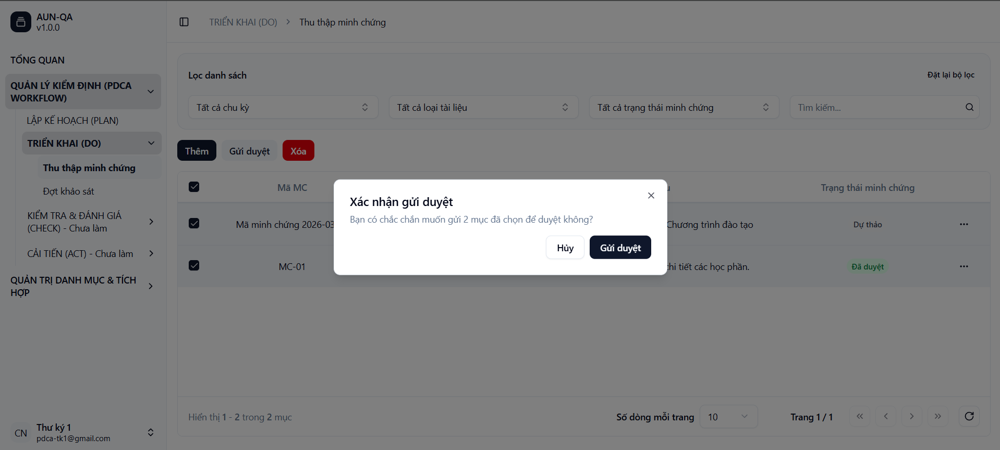 AUN-QA
v1.0.0
TỔNG QUAN
QUẢN LÝ KIỂM ĐỊNH (PDCA
WORKFLOW)
LẬP KẾ HOẠCH (PLAN)
TRIỂN KHAI (DO)
Thu thập minh chứng
Đợt khảo sát
KIỂM TRA & ĐÁNH GIÁ
(CHECK) - Chưa làm
CẢI TIẾN (ACT) - Chưa làm
QUẢN TRỊ DANH MỤC & TÍCH
HỢP
CN
Thư ký 1
pdca-tk1@gmail.com
TRIỂN KHAI (DO) > Thu thập minh chứng
Lọc danh sách
Đặt lại bộ lọc
Tất cả chu kỳ
Tất cả loại tài liệu
Tất cả trạng thái minh chứng
Tìm kiếm...
Thêm
Gửi duyệt
Xóa
Mã MC
Trạng thái minh chứng
Mã minh chứng 2026-03
Chương trình đào tạo
Dự thảo
MC-01
chi tiết các học phần.
Đã duyệt
Xác nhận gửi duyệt
Bạn có chắc chắn muốn gửi 2 mục đã chọn để duyệt không?
Hủy
Gửi duyệt
Hiển thị 1 - 2 trong 2 mục
Số dòng mỗi trang
10
Trang 1 / 1